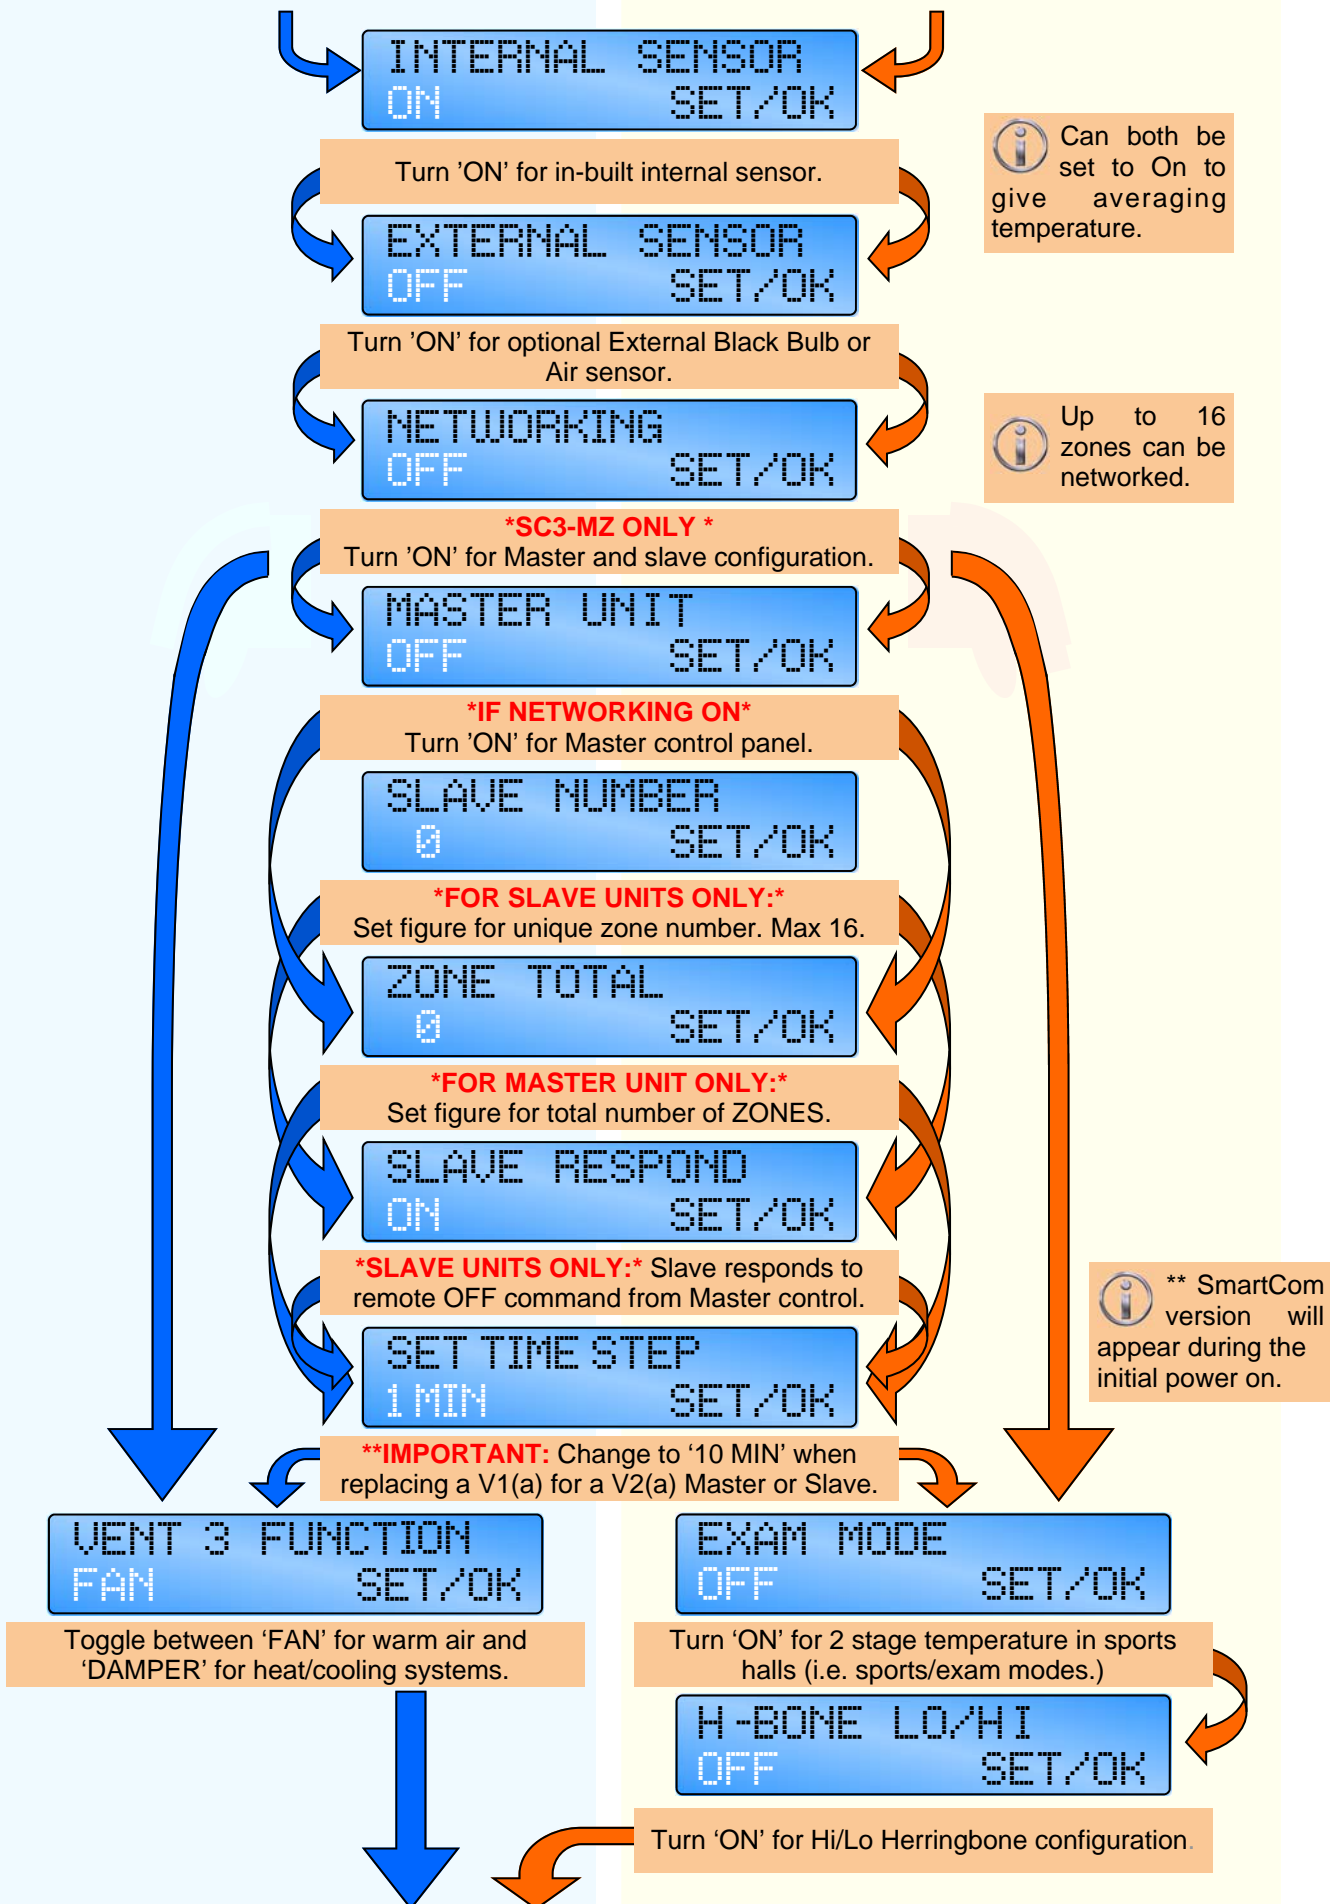 INTERNAL SENSOR
ON SET/OK
Can both be
set to On to
give averaging
temperature.
Turn ’ON’ for in-built internal sensor.
EXTERNAL SENSOR
OFF SET/OK
Turn ’ON’ for optional External Black Bulb or
Air sensor.
NETWORKING
OFF SET/OK
Up to 16
zones can be
networked.
*SC3-MZ ONLY *
Turn ’ON’ for Master and slave configuration.
MASTER UNIT
OFF SET/OK
*IF NETWORKING ON*
Turn ’ON’ for Master control panel.
SLAVE NUMBER
0 SET/OK
*FOR SLAVE UNITS ONLY:*
Set figure for unique zone number. Max 16.
ZONE TOTAL
0 SET/OK
*FOR MASTER UNIT ONLY:*
Set figure for total number of ZONES.
SLAVE RESPOND
ON SET/OK
*SLAVE UNITS ONLY:* Slave responds to
remote OFF command from Master control.
** SmartCom
version will
appear during the
initial power on.
SET TIME STEP
1 MIN SET/OK
**IMPORTANT: Change to ‘10 MIN’ when
replacing a V1(a) for a V2(a) Master or Slave.
VENT 3 FUNCTION
FAN SET/OK
Toggle between ‘FAN’ for warm air and
‘DAMPER’ for heat/cooling systems.
EXAM MODE
OFF SET/OK
Turn ‘ON’ for 2 stage temperature in sports
halls (i.e. sports/exam modes.)
H-BONE LO/HI
OFF SET/OK
Turn ‘ON’ for Hi/Lo Herringbone configuration.